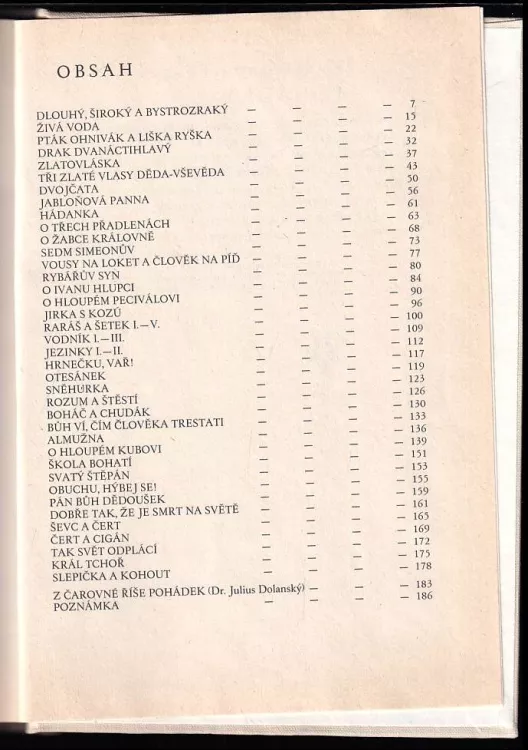 OBSAH
DLOUHÝ, ŠIROKÝ A BYSTROZRAKÝ — — — — 7
ŽIVÁ VODA — — — — 15
PTÁK OHNIVÁK A LIŠKA RYŠKA — — — — 22
DRAK DVANÁCTIHLAVÝ — — — — 32
ZLATOVLÁSKA — — — — 37
TŘI ZLATÉ VLASY DĚDA-VŠEVĚDA — — — — 43
DVOJČATA — — — — 50
JABLOŇOVÁ PANNA — — — — 56
HÁDANKA — — — — 61
O TŘECH PŘADLENÁCH — — — — 63
O ŽABCE KRÁLOVNĚ — — — — 68
SEDM SIMEONŮV — — — — 73
VOUSY NA LOKET A ČLOVĚK NA PÍĎ — — — — 77
RYBÁŘŮV SYN — — — — 80
O IVANU HLUPCI — — — — 84
O HLOUPÉM PECIVÁLOVI — — — — 90
JIRKA S KOZÚ — — — — 96
RARÁŠ A ŠETEK I.—V. — — — — 100
VODNÍK I.—III. — — — — 109
JEZINKY I.—II. — — — — 112
HRNEČKU, VAŘ! — — — — 117
OTESÁNEK — — — — 119
SNĚHURKA — — — — 123
ROZUM A ŠTĚSTÍ — — — — 126
BOHÁČ A CHUDÁK — — — — 130
BŮH VÍ, ČÍM ČLOVĚKA TRESTATI — — — — 133
ALMUŽNA — — — — 136
O HLOUPÉM KUBOVI — — — — 139
ŠKOLA BOHATÍ — — — — 151
SVATÝ ŠTĚPÁN — — — — 153
OBUCHU, HÝBEJ SE! — — — — 155
PÁN BŮH DĚDOUŠEK — — — — 159
DOBŘE TAK, ŽE JE SMRT NA SVĚTĚ — — — — 161
ŠEVC A ČERT — — — — 165
ČERT A CIGÁN — — — — 169
TAK SVĚT ODPLÁCÍ — — — — 172
KRÁL TCHOŘ — — — — 175
SLEPIČKA A KOHOUT — — — — 178
Z ČAROVNÉ ŘÍŠE POHÁDEK (Dr. Julius Dolanský) — — — 183
POZNÁMKA — — — — 186